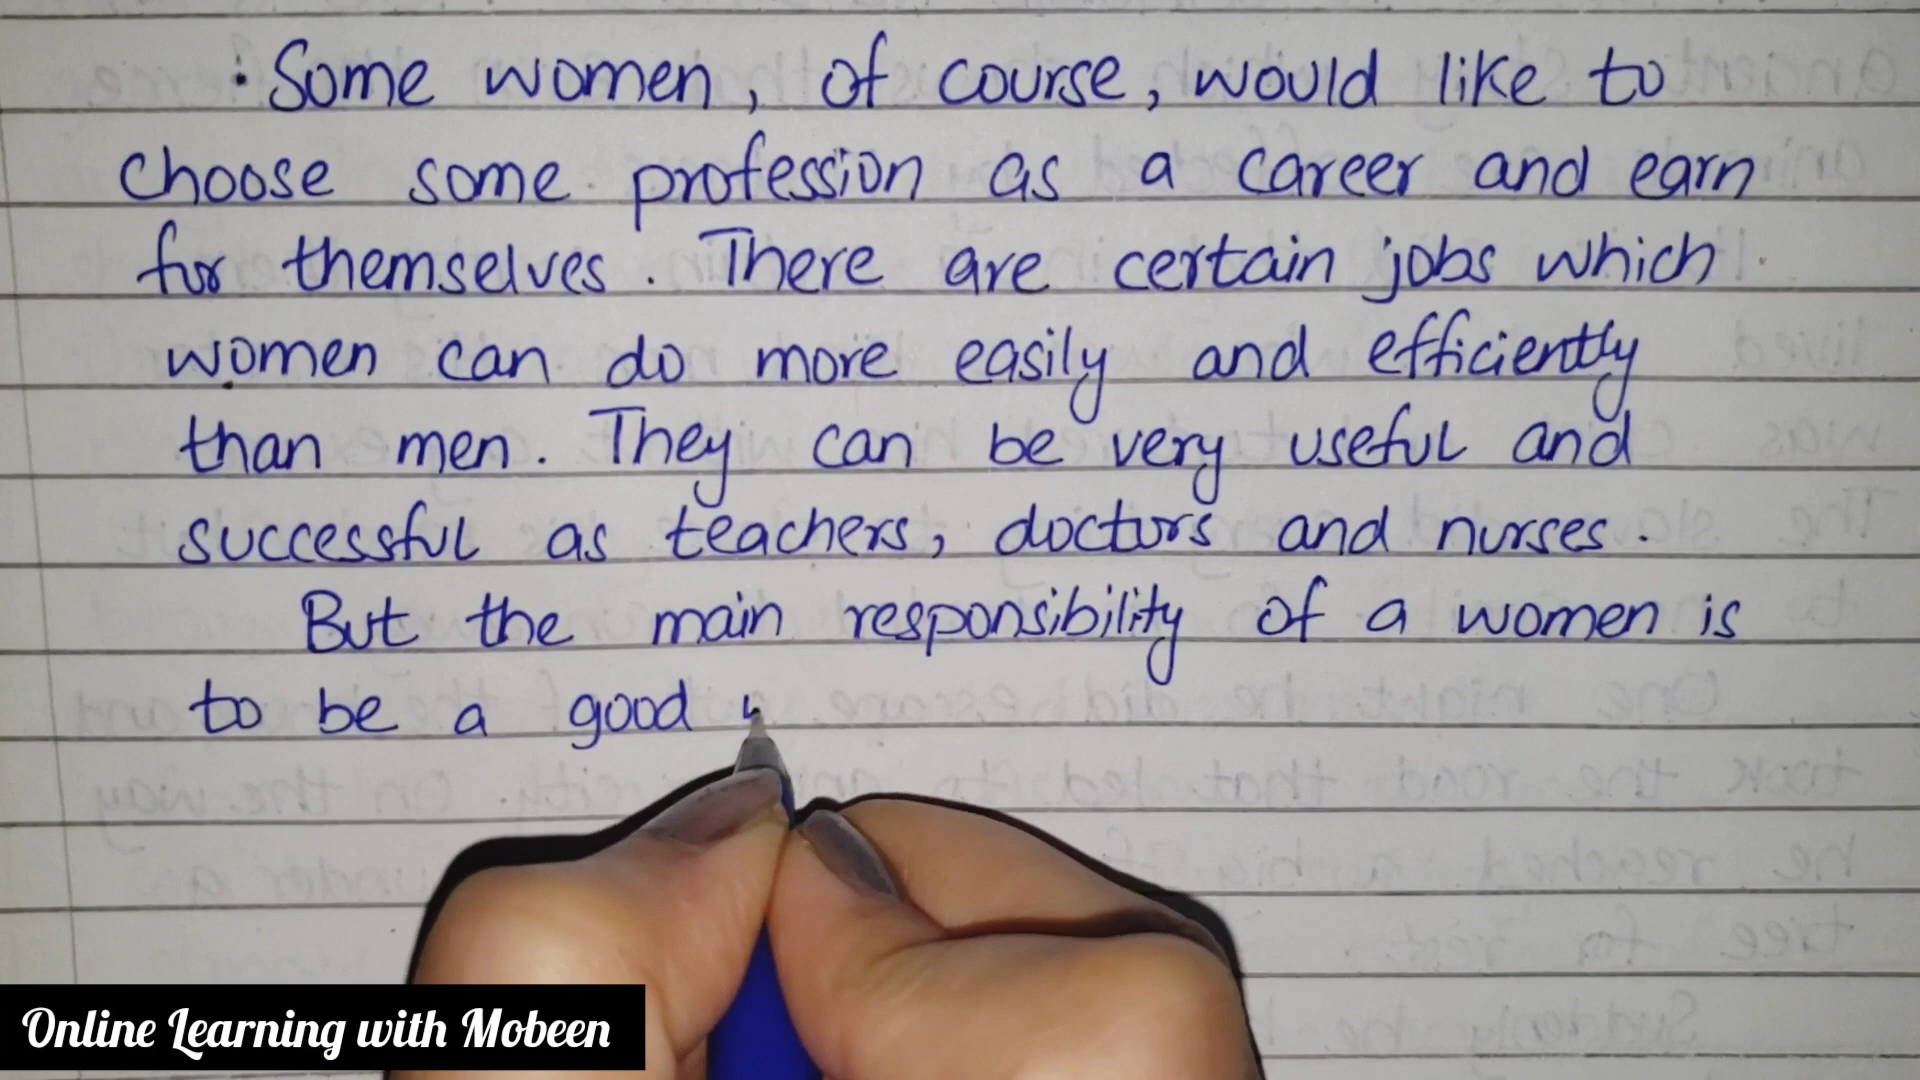 Some women, of course, would like to
choose some profession as a career and earn
for themselves. There are certain jobs which
women can do more easily and efficiently
than men. They can be very useful and
successful as teachers, doctors and nurses.
But the main responsibility of a women is
to be a good
Online Learning with Mobeen